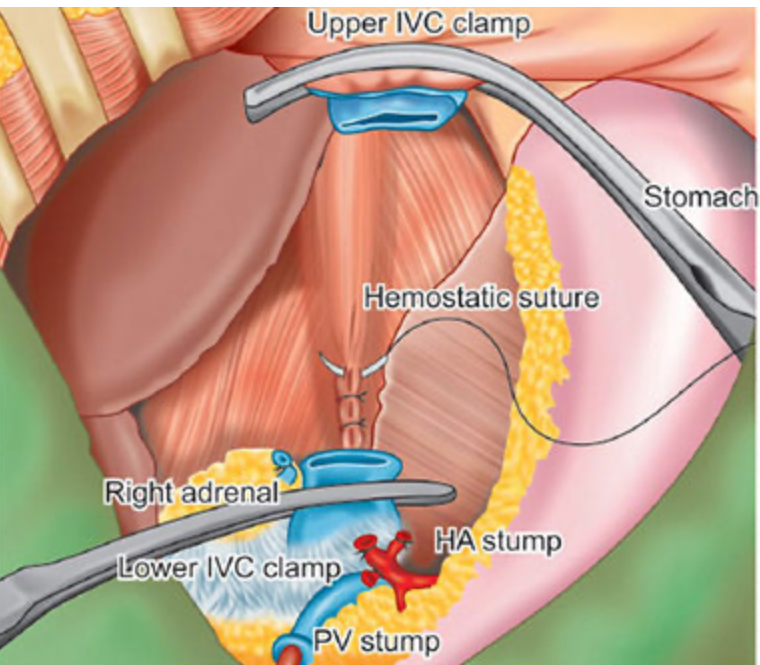 Upper IVC clamp
Stomach
Hemostatic suture
Right adrenal
HA stump
Lower IVC clamp
PV stump